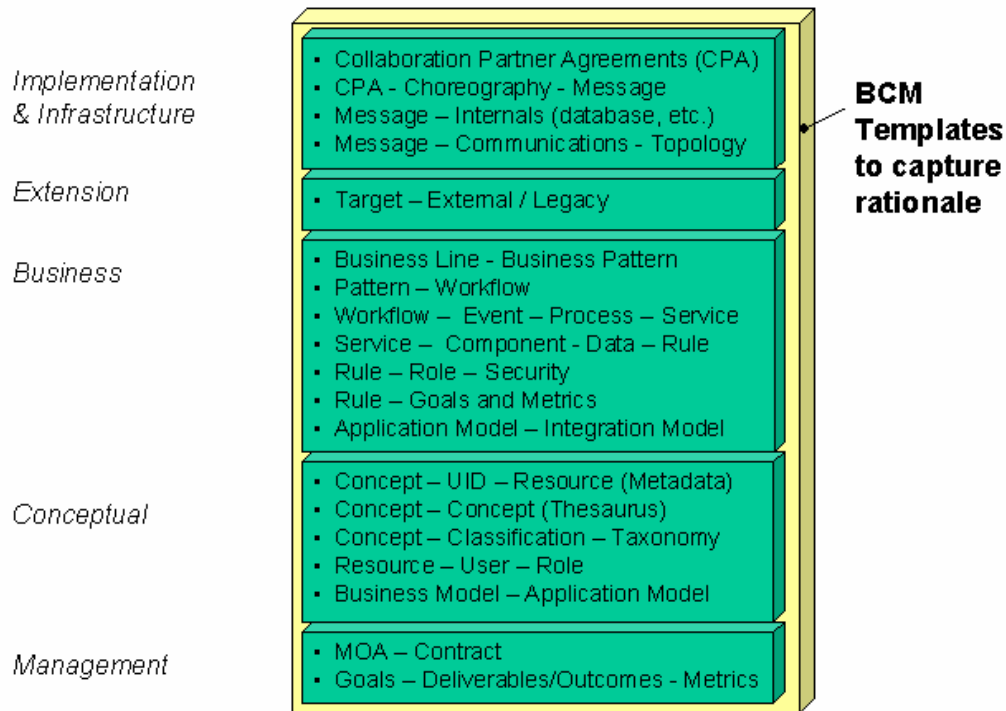 Implementation
& Infrastructure
▪ Collaboration Partner Agreements (CPA)
▪ CPA - Choreography - Message
▪ Message – Internals (database, etc.)
▪ Message – Communications - Topology
BCM
Templates
to capture
rationale
Extension
▪ Target – External / Legacy
Business
▪ Business Line - Business Pattern
▪ Pattern – Workflow
▪ Workflow – Event – Process – Service
▪ Service – Component - Data – Rule
▪ Rule – Role – Security
▪ Rule – Goals and Metrics
▪ Application Model – Integration Model
Conceptual
▪ Concept – UID – Resource (Metadata)
▪ Concept – Concept (Thesaurus)
▪ Concept – Classification – Taxonomy
▪ Resource – User – Role
▪ Business Model – Application Model
Management
▪ MOA – Contract
▪ Goals – Deliverables/Outcomes - Metrics